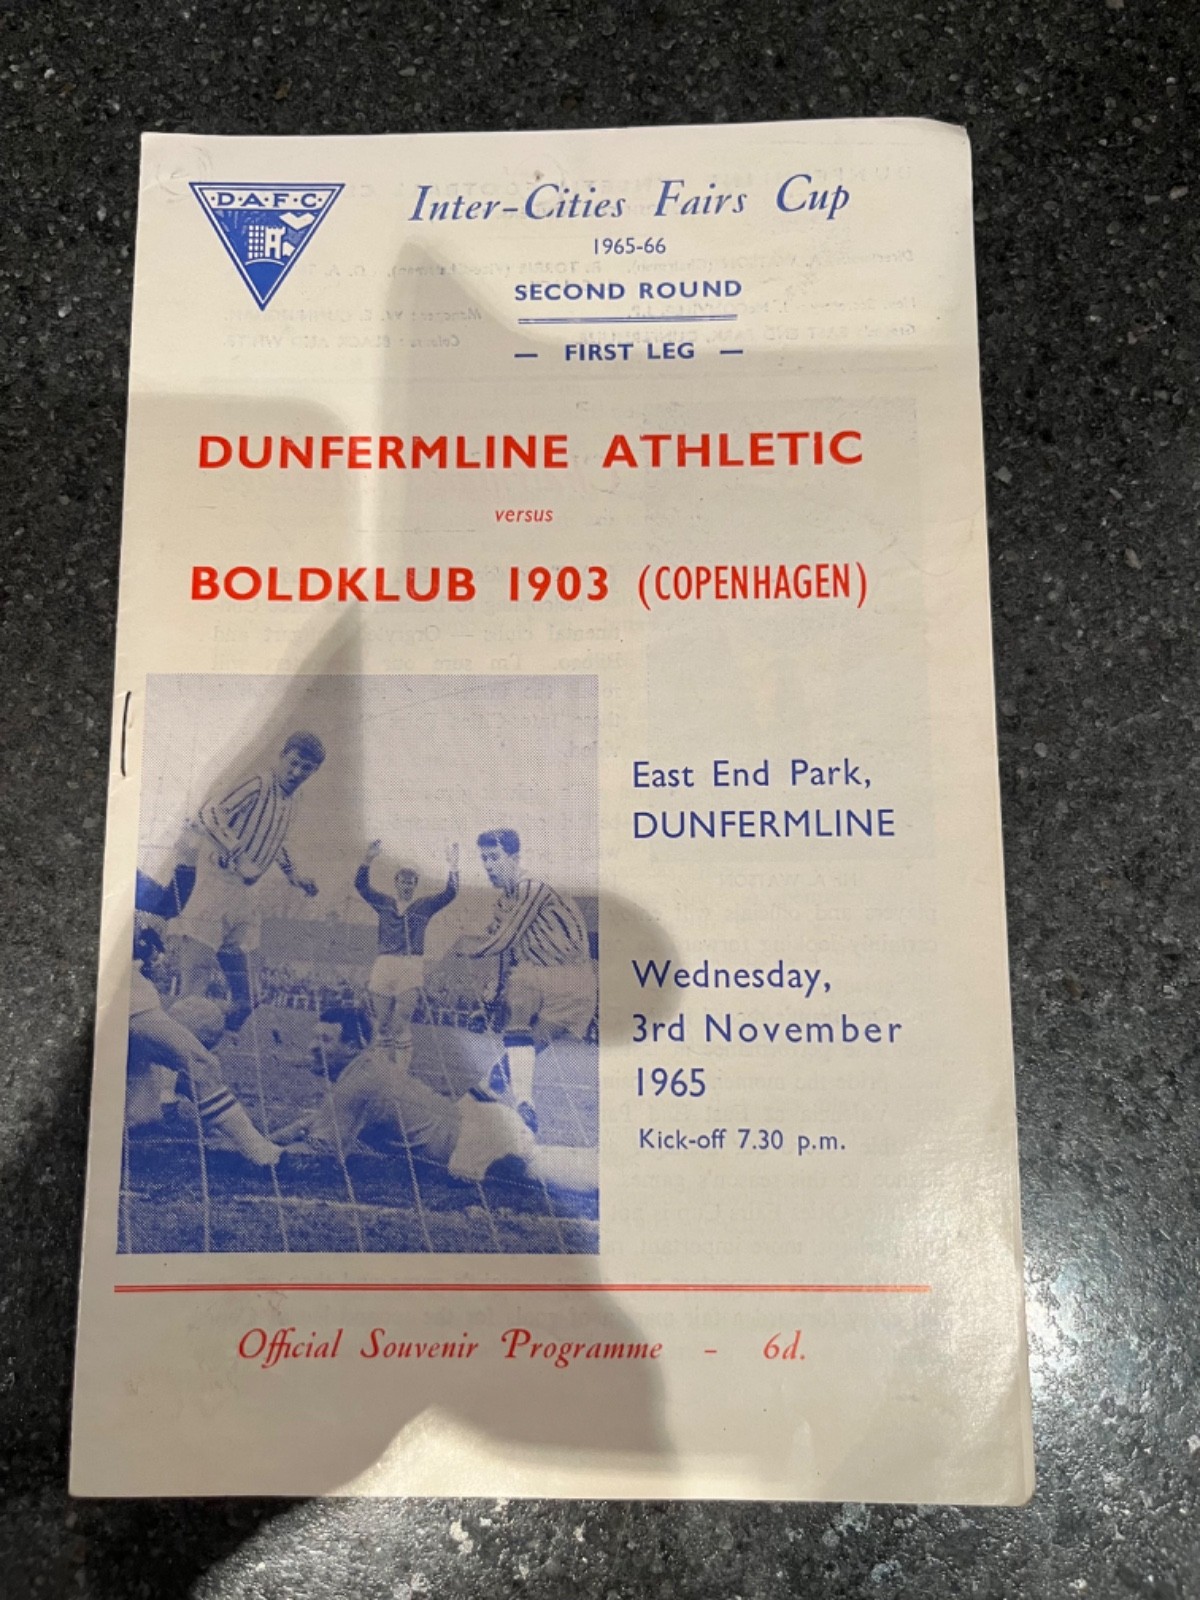 D·A·F·C·
Inter-Cities Fairs Cup
1965-66
SECOND ROUND
— FIRST LEG —
DUNFERMLINE ATHLETIC
versus
BOLDKLUB 1903 (COPENHAGEN)
East End Park,
DUNFERMLINE
Wednesday,
3rd November
1965
Kick-off 7.30 p.m.
Official Souvenir Programme - 6d.